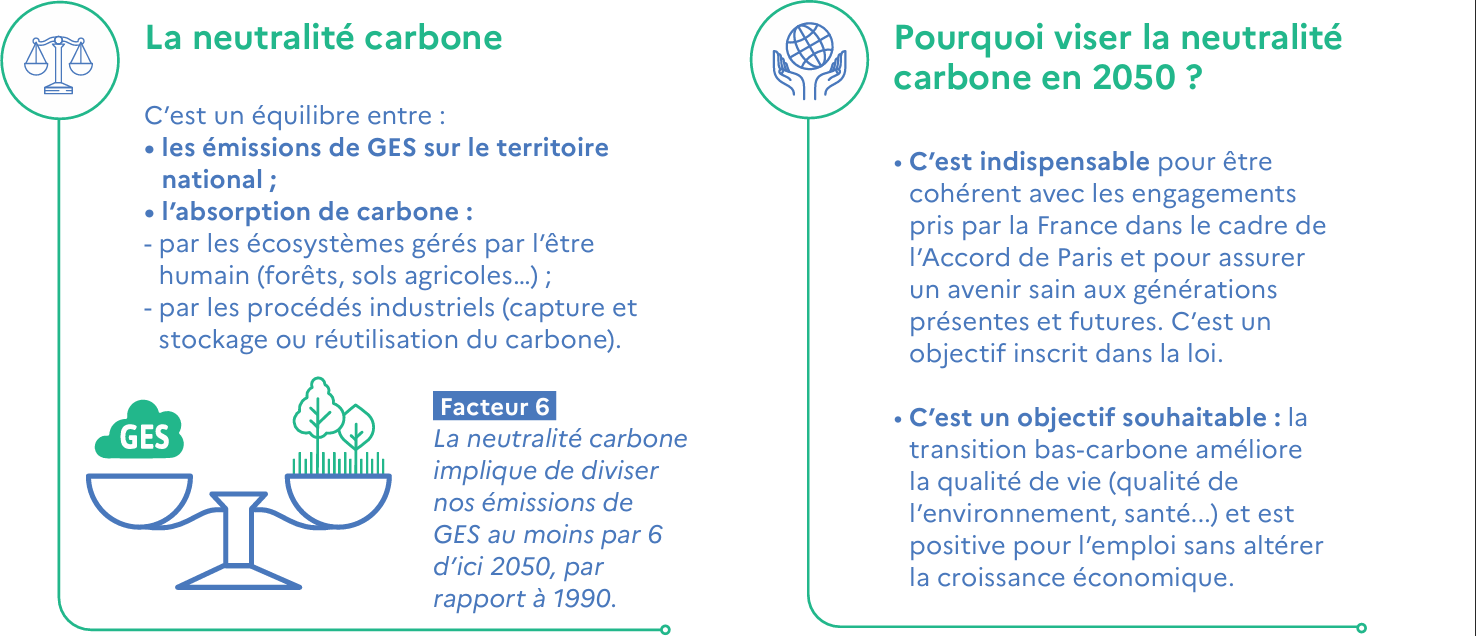 La neutralité carbone
C’est un équilibre entre :
• les émissions de GES sur le territoire
national ;
• l’absorption de carbone :
- par les écosystèmes gérés par l’être
humain (forêts, sols agricoles…) ;
- par les procédés industriels (capture et
stockage ou réutilisation du carbone).
GES
Facteur 6
La neutralité carbone
implique de diviser
nos émissions de
GES au moins par 6
d’ici 2050, par
rapport à 1990.
Pourquoi viser la neutralité
carbone en 2050 ?
• C’est indispensable pour être
cohérent avec les engagements
pris par la France dans le cadre de
l’Accord de Paris et pour assurer
un avenir sain aux générations
présentes et futures. C’est un
objectif inscrit dans la loi.
• C’est un objectif souhaitable : la
transition bas-carbone améliore
la qualité de vie (qualité de
l’environnement, santé...) et est
positive pour l’emploi sans altérer
la croissance économique.